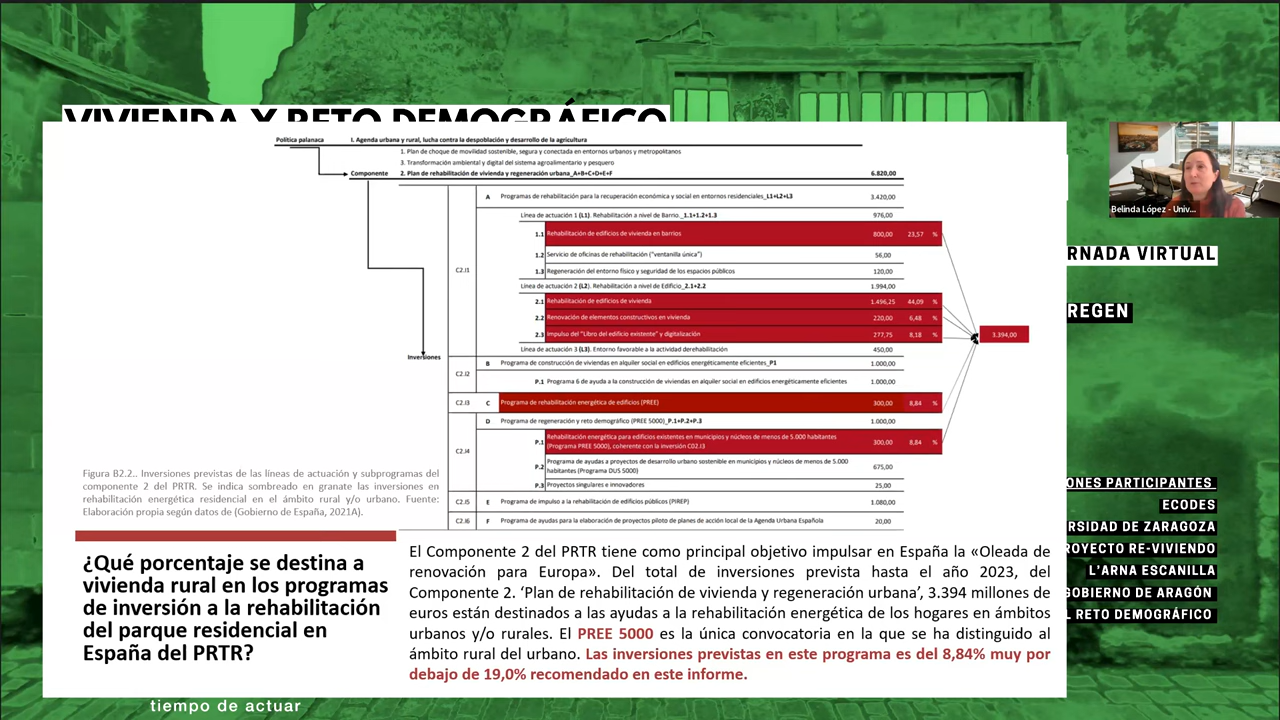 VIVIENDA Y RETO DEMOGRÁFICO
Política palanaca I. Agenda urbana y rural, lucha contra la despoblación y desarrollo de la agricultura
1. Plan de choque de movilidad sostenible, segura y conectada en entornos urbanos y metropolitanos
3. Transformación ambiental y digital del sistema agroalimentario y pesquero
Componente 2. Plan de rehabilitación de vivienda y regeneración urbana_A+B+C+D+E+F 6.820,00
A Programas de rehabilitación para la recuperación económica y social en entornos residenciales_L1+L2+L3 3.420,00
Línea de actuación 1 (L1). Rehabilitación a nivel de Barrio._1.1+1.2+1.3 976,00
1.1 Rehabilitación de edificios de vivienda en barrios 800,00 23,57 %
1.2 Servicio de oficinas de rehabilitación ("ventanilla única") 56,00
C2.I1
1.3 Regeneración del entorno físico y seguridad de los espacios públicos 120,00
Línea de actuación 2 (L2). Rehabilitación a nivel de Edificio_2.1+2.2 1.994,00
2.1 Rehabilitación de edificios de vivienda 1.496,25 44,09 %
2.2 Renovación de elementos constructivos en vivienda 220,00 6,48 %
2.3 Impulso del "Libro del edificio existente" y digitalización 277,75 8,18 %
3.394,00
Línea de actuación 3 (L3). Entorno favorable a la actividad derehabilitación 450,00
Inversiones
B Programa de construcción de viviendas en alquiler social en edificios energéticamente eficientes_P1 1.000,00
C2.I2
P.1 Programa 6 de ayuda a la construcción de viviendas en alquiler social en edificios energéticamente eficientes 1.000,00
C2.I3 C Programa de rehabilitación energética de edificios (PREE) 300,00 8,84 %
D Programa de regeneración y reto demográfico (PREE 5000)_P.1+P.2+P.3 1.000,00
C2.I4
P.1 Rehabilitación energética para edificios existentes en municipios y núcleos de menos de 5.000 habitantes
(Programa PREE 5000), coherente con la inversión C02.I3 300,00 8,84 %
P.2 Programa de ayudas a proyectos de desarrollo urbano sostenible en municipios y núcleos de menos de 5.000
habitantes (Programa DUS 5000) 675,00
P.3 Proyectos singulares e innovadores 25,00
C2.I5 E Programa de impulso a la rehabilitación de edificios públicos (PIREP) 1.080,00
C2.I6 F Programa de ayudas para la elaboración de proyectos piloto de planes de acción local de la Agenda Urbana Española 20,00
Figura B2.2.. Inversiones previstas de las líneas de actuación y subprogramas del
componente 2 del PRTR. Se indica sombreado en granate las inversiones en
rehabilitación energética residencial en el ámbito rural y/o urbano. Fuente:
Elaboración propia según datos de (Gobierno de España, 2021A).
¿Qué porcentaje se destina a
vivienda rural en los programas
de inversión a la rehabilitación
del parque residencial en
España del PRTR?
El Componente 2 del PRTR tiene como principal objetivo impulsar en España la «Oleada de
renovación para Europa». Del total de inversiones prevista hasta el año 2023, del
Componente 2. 'Plan de rehabilitación de vivienda y regeneración urbana', 3.394 millones de
euros están destinados a las ayudas a la rehabilitación energética de los hogares en ámbitos
urbanos y/o rurales. El PREE 5000 es la única convocatoria en la que se ha distinguido al
ámbito rural del urbano. Las inversiones previstas en este programa es del 8,84% muy por
debajo de 19,0% recomendado en este informe.
Belinda López - Univ...
RNADA VIRTUAL
REGEN
ONES PARTICIPANTES
ECODES
RSIDAD DE ZARAGOZA
ROYECTO RE-VIVIENDO
L'ARNA ESCANILLA
GOBIERNO DE ARAGÓN
L RETO DEMOGRÁFICO
tiempo de actuar